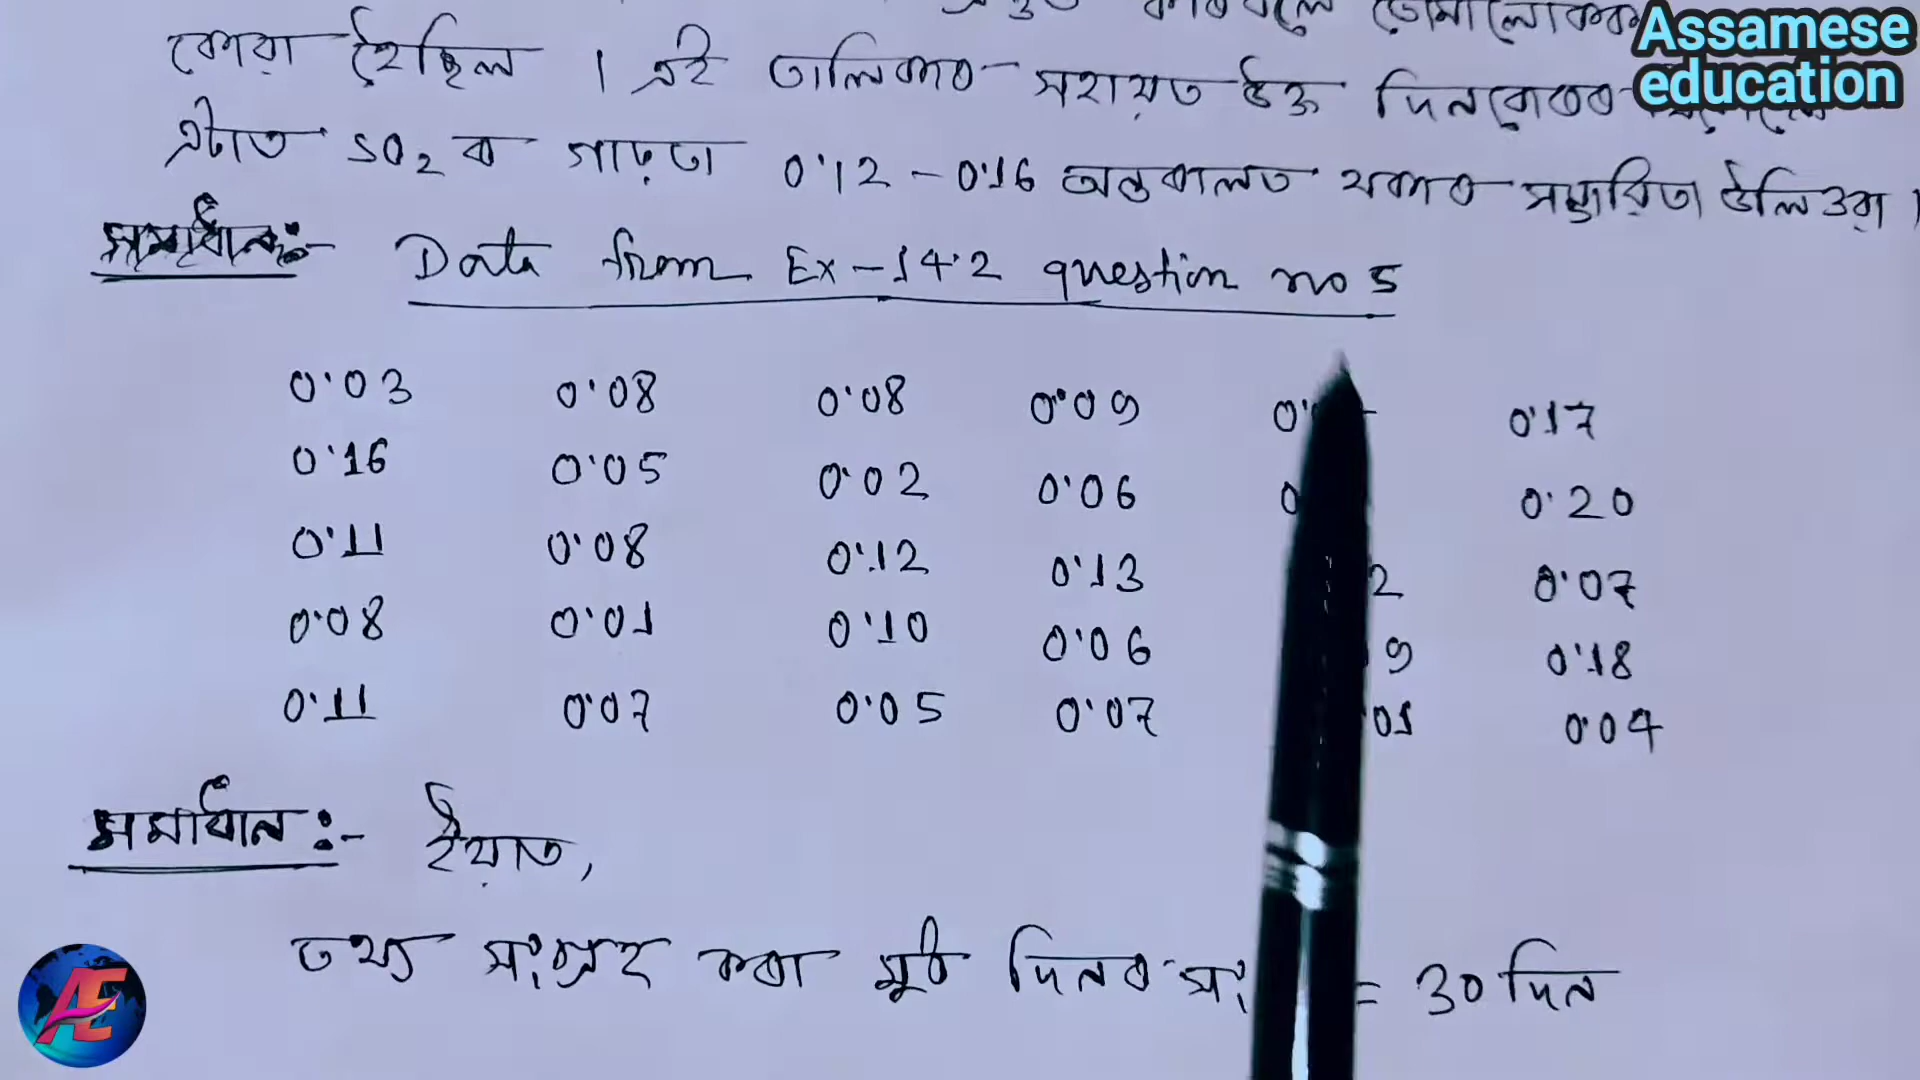 Assamese
education
কোৱা হৈছিল । এই তালিকাৰ সহায়ত উক্ত দিনবোৰৰ
এটাত SO₂ ৰ গাঢ়তা 0.12 - 0.16 অন্তৰালত থকাৰ সম্ভাৱিতা উলিওৱা ।
সমাধান:- Data from Ex-14.2 question no 5
0.03 0.08 0.08 0.09 0.17
0.16 0.05 0.02 0.06 0.20
0.11 0.08 0.12 0.13 2 0.07
0.08 0.01 0.10 0.06 9 0.18
0.11 0.07 0.05 0.07 01 0.04
সমাধান:- ইয়াত,
তথ্য সংগ্ৰহ কৰা মুঠ দিনৰ সং = 30 দিন
AE